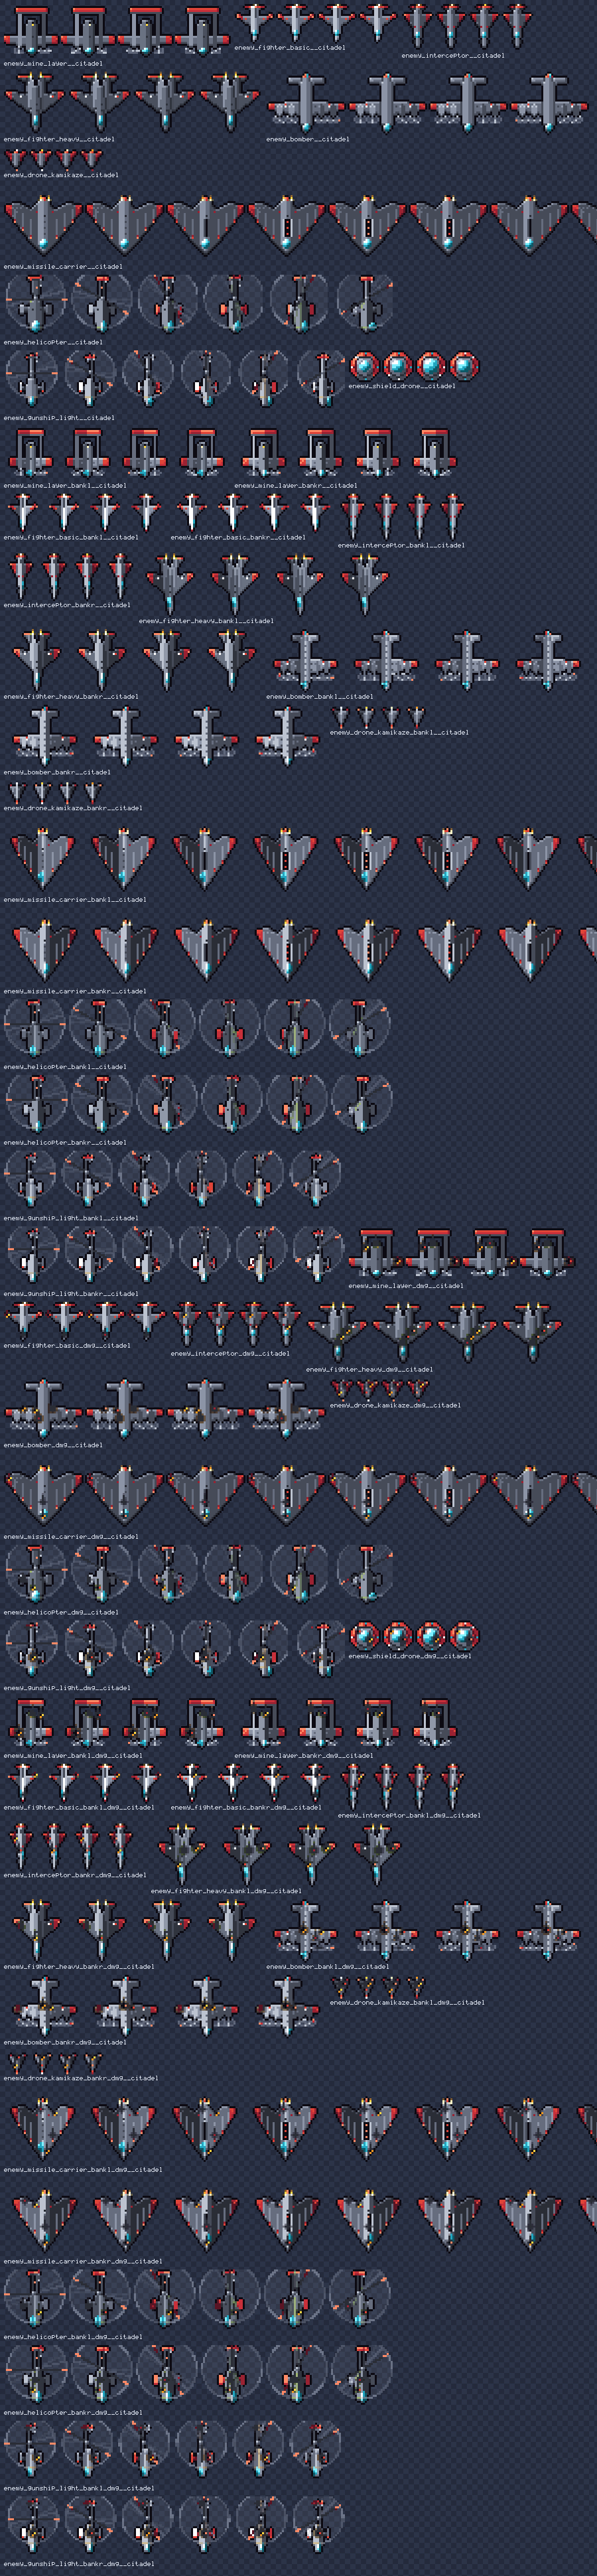 enemy_mine_layer__citadel
enemy_fighter_basic__citadel
enemy_interceptor__citadel
enemy_fighter_heavy__citadel
enemy_bomber__citadel
enemy_drone_kamikaze__citadel
enemy_missile_carrier__citadel
enemy_helicopter__citadel
enemy_gunship_light__citadel
enemy_shield_drone__citadel
enemy_mine_layer_bankl__citadel
enemy_mine_layer_bankr__citadel
enemy_fighter_basic_bankl__citadel
enemy_fighter_basic_bankr__citadel
enemy_interceptor_bankl__citadel
enemy_interceptor_bankr__citadel
enemy_fighter_heavy_bankl__citadel
enemy_fighter_heavy_bankr__citadel
enemy_bomber_bankl__citadel
enemy_bomber_bankr__citadel
enemy_drone_kamikaze_bankl__citadel
enemy_drone_kamikaze_bankr__citadel
enemy_missile_carrier_bankl__citadel
enemy_missile_carrier_bankr__citadel
enemy_helicopter_bankl__citadel
enemy_helicopter_bankr__citadel
enemy_gunship_light_bankl__citadel
enemy_gunship_light_bankr__citadel
enemy_mine_layer_dmg__citadel
enemy_fighter_basic_dmg__citadel
enemy_interceptor_dmg__citadel
enemy_fighter_heavy_dmg__citadel
enemy_bomber_dmg__citadel
enemy_drone_kamikaze_dmg__citadel
enemy_missile_carrier_dmg__citadel
enemy_helicopter_dmg__citadel
enemy_gunship_light_dmg__citadel
enemy_shield_drone_dmg__citadel
enemy_mine_layer_bankl_dmg__citadel
enemy_mine_layer_bankr_dmg__citadel
enemy_fighter_basic_bankl_dmg__citadel
enemy_fighter_basic_bankr_dmg__citadel
enemy_interceptor_bankl_dmg__citadel
enemy_interceptor_bankr_dmg__citadel
enemy_fighter_heavy_bankl_dmg__citadel
enemy_fighter_heavy_bankr_dmg__citadel
enemy_bomber_bankl_dmg__citadel
enemy_bomber_bankr_dmg__citadel
enemy_drone_kamikaze_bankl_dmg__citadel
enemy_drone_kamikaze_bankr_dmg__citadel
enemy_missile_carrier_bankl_dmg__citadel
enemy_missile_carrier_bankr_dmg__citadel
enemy_helicopter_bankl_dmg__citadel
enemy_helicopter_bankr_dmg__citadel
enemy_gunship_light_bankl_dmg__citadel
enemy_gunship_light_bankr_dmg__citadel